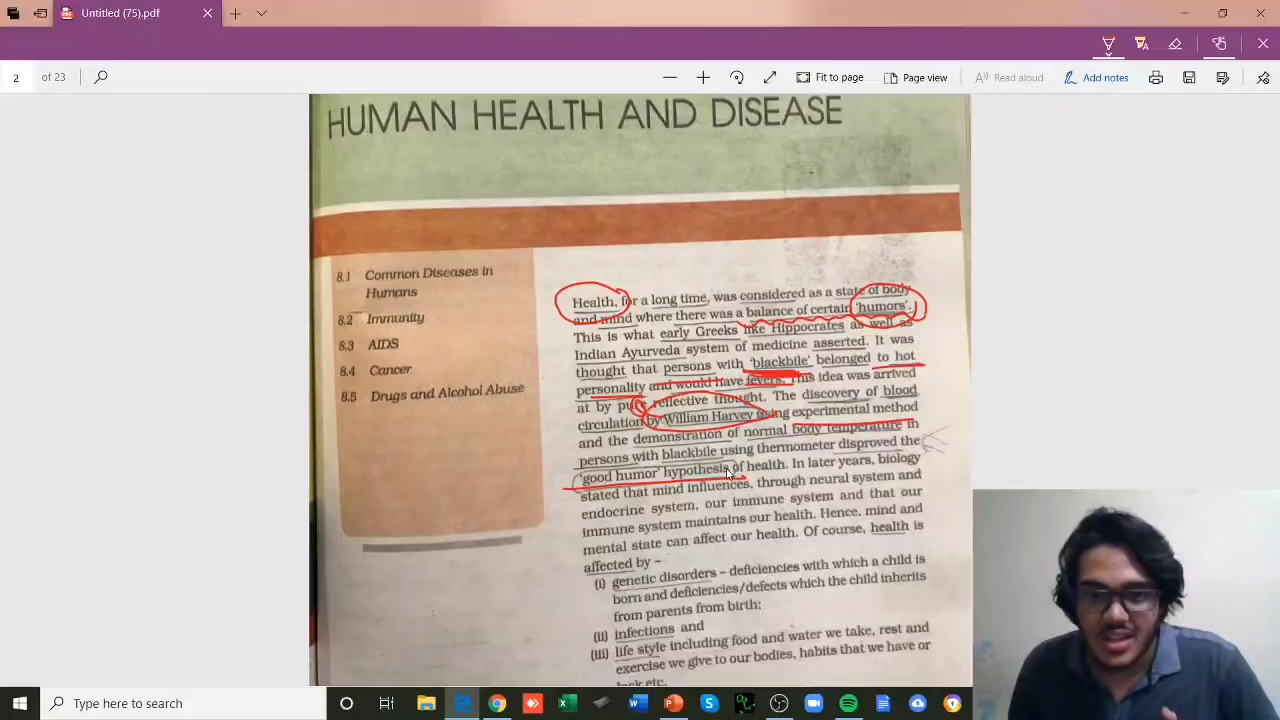 Untitled (75).pdf
2
of 23
Fit to page
Page view
Read aloud
Add notes
HUMAN HEALTH AND DISEASE
8.1 Common Diseases in
Humans
8.2 Immunity
8.3 AIDS
8.4 Cancer
8.5 Drugs and Alcohol Abuse
Health, for a long time, was considered as a state of body
and mind where there was a balance of certain 'humors'.
This is what early Greeks like Hippocrates as well as
Indian Ayurveda system of medicine asserted. It was
thought that persons with 'blackbile' belonged to hot
personality and would have fevers. This idea was arrived
at by pure reflective thought. The discovery of blood
circulation by William Harvey using experimental method
and the demonstration of normal body temperature in
persons with blackbile using thermometer disproved the
'good humor' hypothesis of health. In later years, biology
stated that mind influences, through neural system and
endocrine system, our immune system and that our
immune system maintains our health. Hence, mind and
mental state can affect our health. Of course, health is
affected by –
(i) genetic disorders – deficiencies with which a child is
born and deficiencies/defects which the child inherits
from parents from birth;
(ii) infections and
(iii) life style including food and water we take, rest and
exercise we give to our bodies, habits that we have or
lack etc.
Type here to search